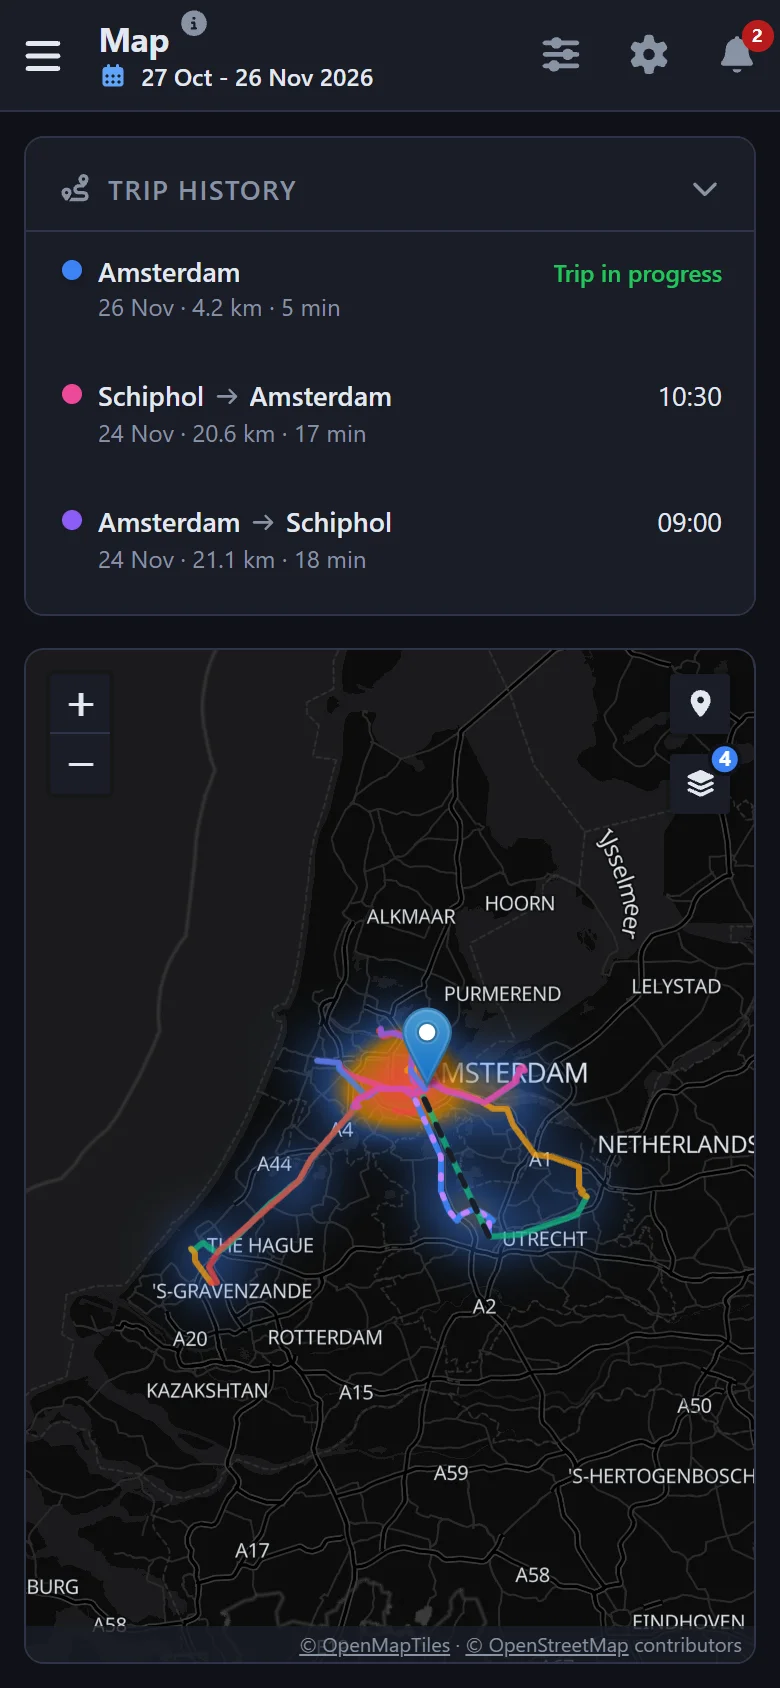 Map
27 Oct - 26 Nov 2026
2
TRIP HISTORY
Amsterdam
Trip in progress
26 Nov · 4.2 km · 5 min
Schiphol → Amsterdam
10:30
24 Nov · 20.6 km · 17 min
Amsterdam → Schiphol
09:00
24 Nov · 21.1 km · 18 min
+
−
4
IJsselmeer
HOORN
ALKMAAR
LELYSTAD
PURMEREND
MSTERDAM
A4
NETHERLANDS
A44
A1
UTRECHT
THE HAGUE
'S-GRAVENZANDE
A2
A20
ROTTERDAM
KAZAKSHTAN
A15
A50
A59
'S-HERTOGENBOSCH
A17
A58
BURG
A58
EINDHOVEN
© OpenMapTiles · © OpenStreetMap contributors